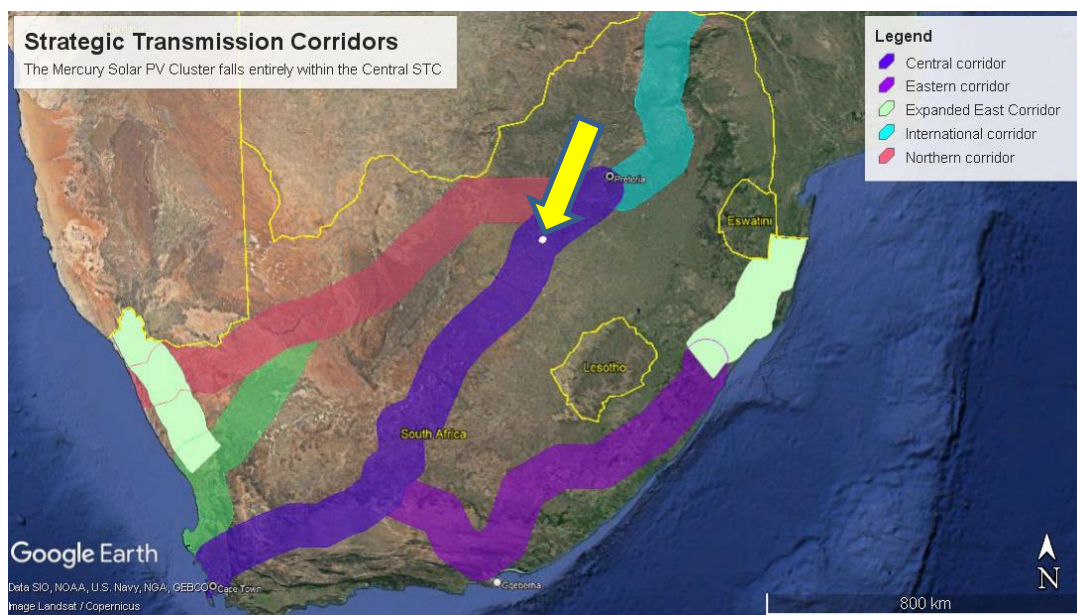 Strategic Transmission Corridors
The Mercury Solar PV Cluster falls entirely within the Central STC
Legend
Central corridor
Eastern corridor
Expanded East Corridor
International corridor
Northern corridor
Pretoria
Eswatini
Lesotho
South Africa
Google Earth
Data SIO, NOAA, U.S. Navy, NGA, GEBCO
Image Landsat / Copernicus
Cape Town
Gqeberha
N
800 km